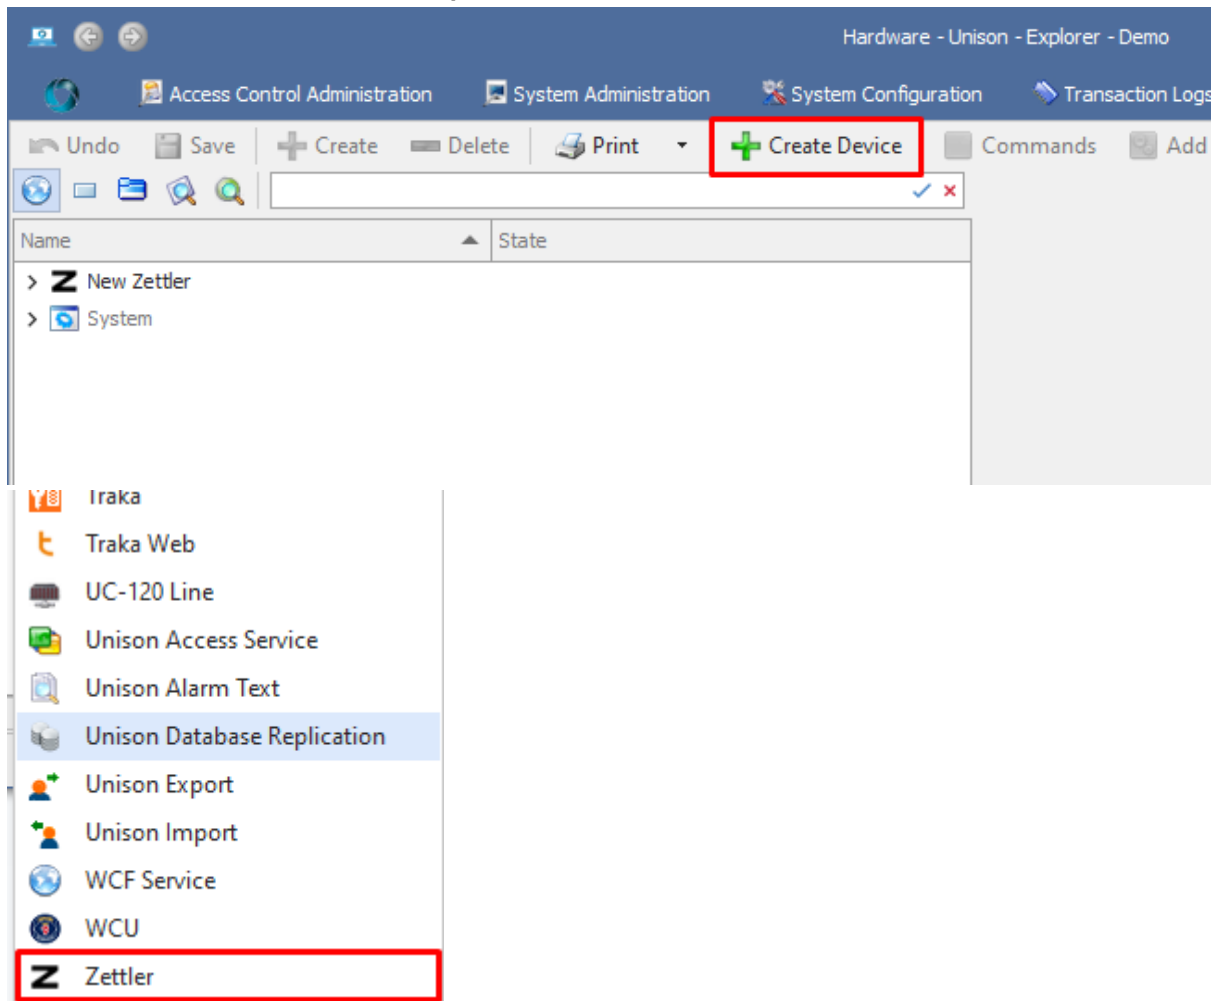 Hardware - Unison - Explorer - Demo
Access Control Administration System Administration System Configuration Transaction Logs
Undo Save Create Delete Print Create Device Commands Add
Name State
New Zettler
System
Traka
Traka Web
UC-120 Line
Unison Access Service
Unison Alarm Text
Unison Database Replication
Unison Export
Unison Import
WCF Service
WCU
Zettler